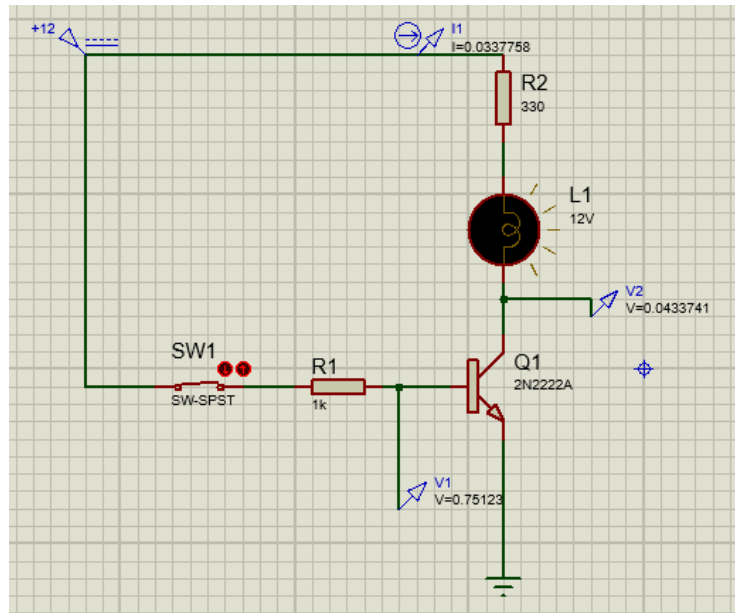 +12
I1
I=0.0337758
R2
330
L1
12V
V2
V=0.0433741
SW1
SW-SPST
R1
1k
Q1
2N2222A
V1
V=0.75123